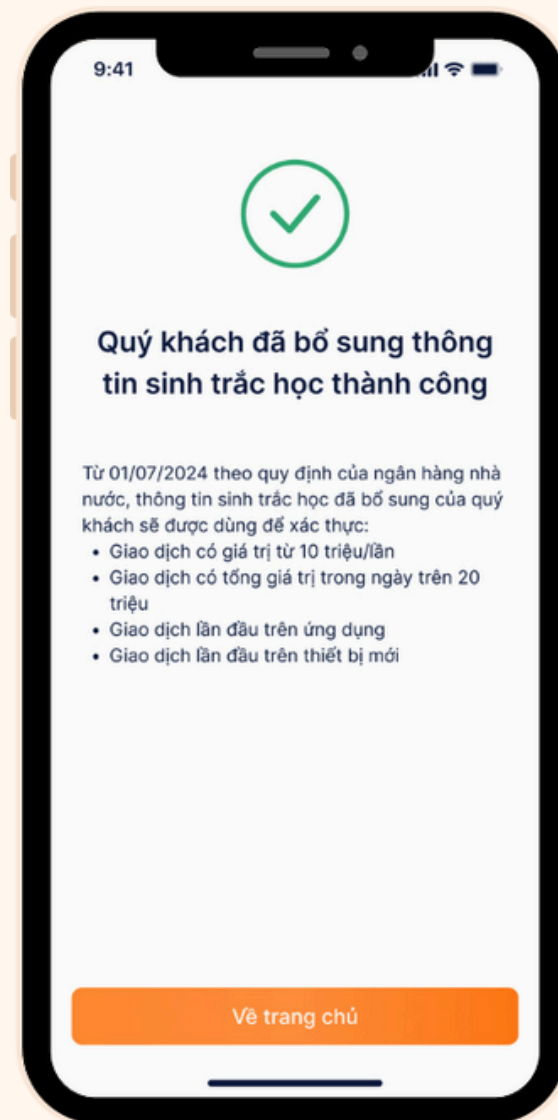 9:41
Quý khách đã bổ sung thông
tin sinh trắc học thành công
Từ 01/07/2024 theo quy định của ngân hàng nhà
nước, thông tin sinh trắc học đã bổ sung của quý
khách sẽ được dùng để xác thực:
• Giao dịch có giá trị từ 10 triệu/lần
• Giao dịch có tổng giá trị trong ngày trên 20
triệu
• Giao dịch lần đầu trên ứng dụng
• Giao dịch lần đầu trên thiết bị mới
Về trang chủ